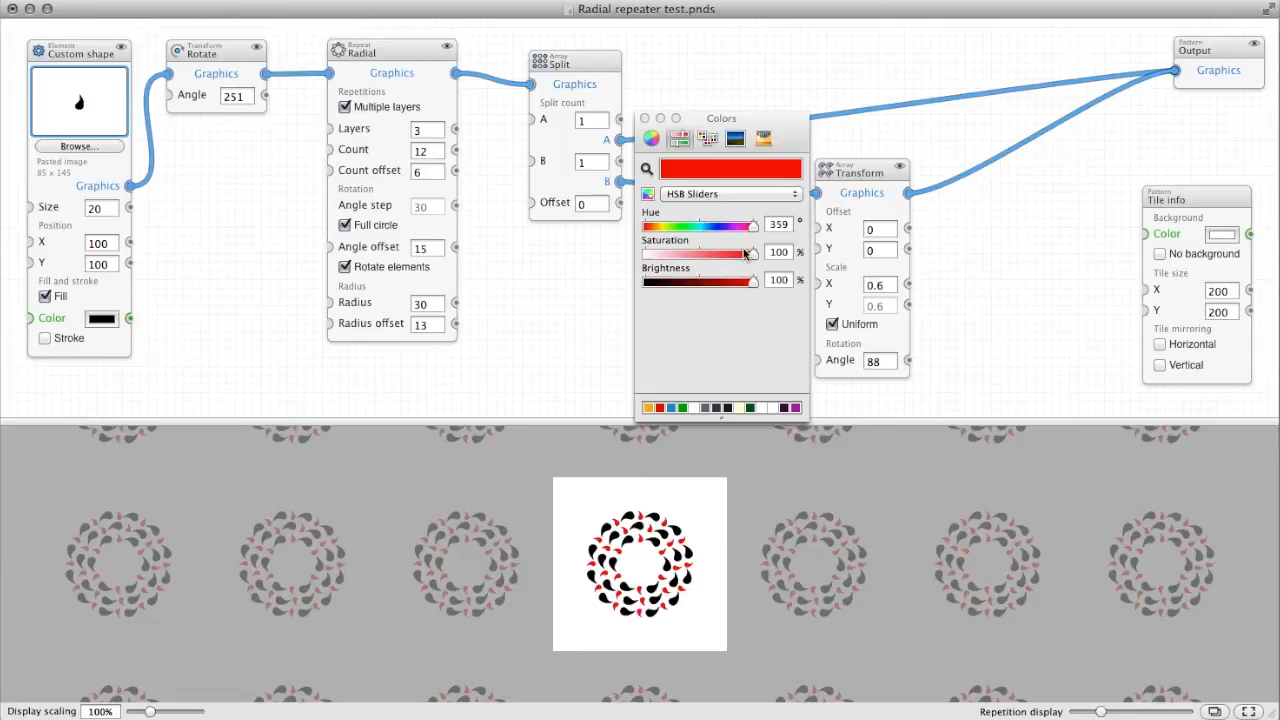 Radial repeater test.pnds
Element
Custom shape
Browse...
Pasted image
85 x 145
Graphics
Size 20
Position
X 100
Y 100
Fill and stroke
Fill
Color
Stroke
Transform
Rotate
Graphics
Angle 251
Repeat
Radial
Graphics
Repetitions
Multiple layers
Layers 3
Count 12
Count offset 6
Rotation
Angle step 30
Full circle
Angle offset 15
Rotate elements
Radius
Radius 30
Radius offset 13
Array
Split
Graphics
Split count
A 1
A
B 1
B
Offset 0
Colors
HSB Sliders
Hue
359 °
Saturation
100 %
Brightness
100 %
Array
Transform
Graphics
Offset
X 0
Y 0
Scale
X 0.6
Y 0.6
Uniform
Rotation
Angle 88
Pattern
Output
Graphics
Pattern
Tile info
Background
Color
No background
Tile size
X 200
Y 200
Tile mirroring
Horizontal
Vertical
Display scaling 100%
Repetition display